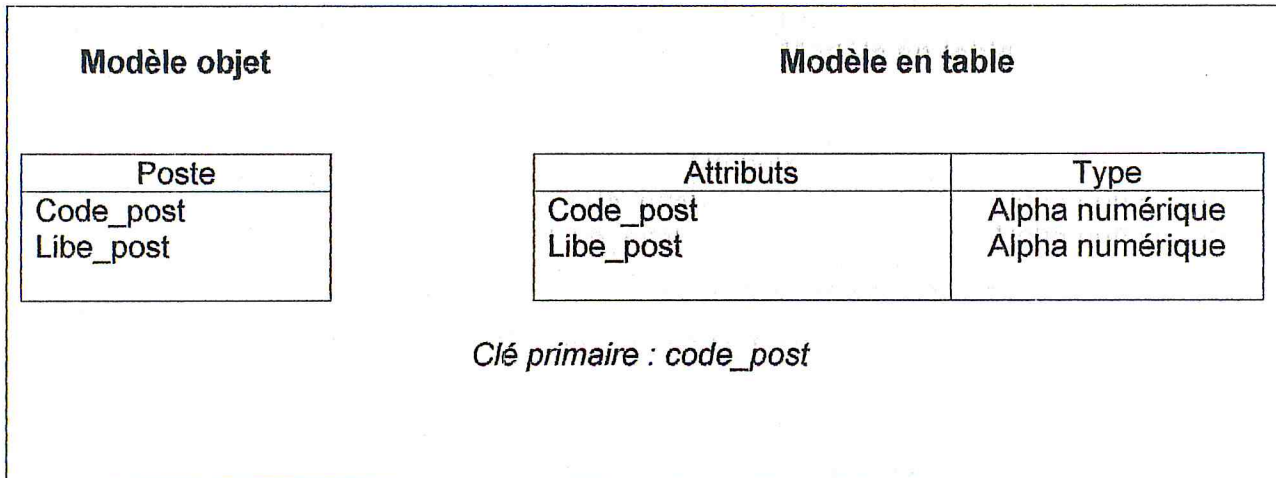 Modèle objet Modèle en table
Poste Attributs Type
Code_post Code_post Alpha numérique
Libe_post Libe_post Alpha numérique
Clé primaire : code_post